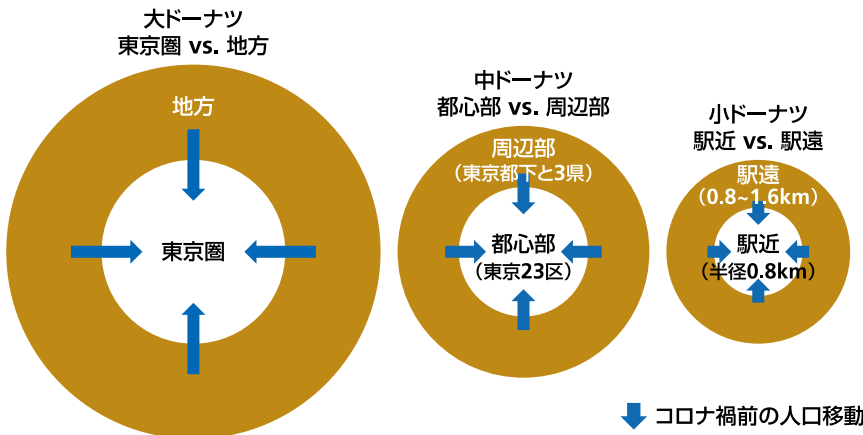 大ドーナツ
東京圏 vs. 地方
地方
東京圏
中ドーナツ
都心部 vs. 周辺部
周辺部
（東京都下と3県）
都心部
（東京23区）
小ドーナツ
駅近 vs. 駅遠
駅遠
（0.8~1.6km）
駅近
（半径0.8km）
コロナ禍前の人口移動